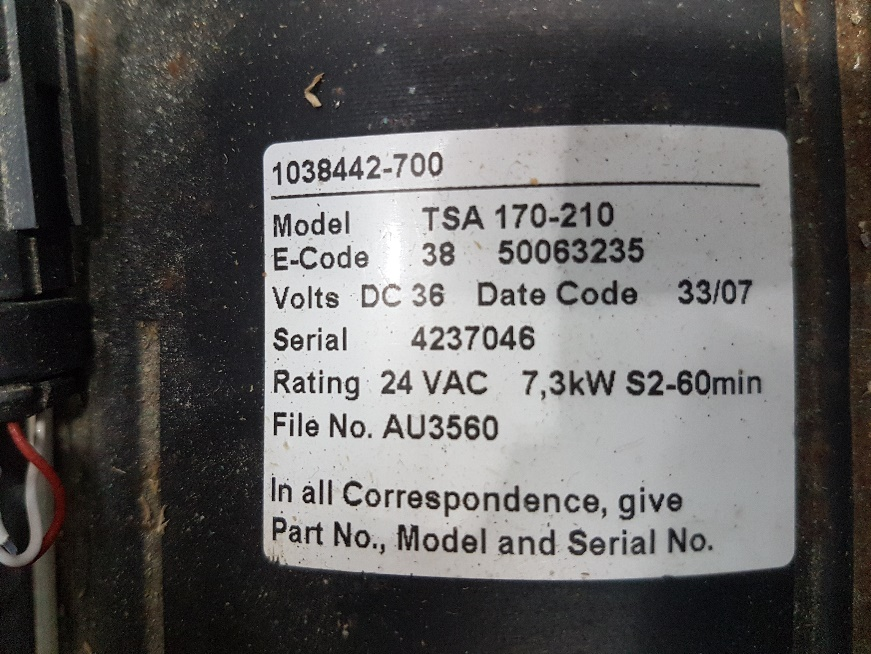 1038442-700
Model TSA 170-210
E-Code 38 50063235
Volts DC 36 Date Code 33/07
Serial 4237046
Rating 24 VAC 7,3kW S2-60min
File No. AU3560
In all Correspondence, give
Part No., Model and Serial No.